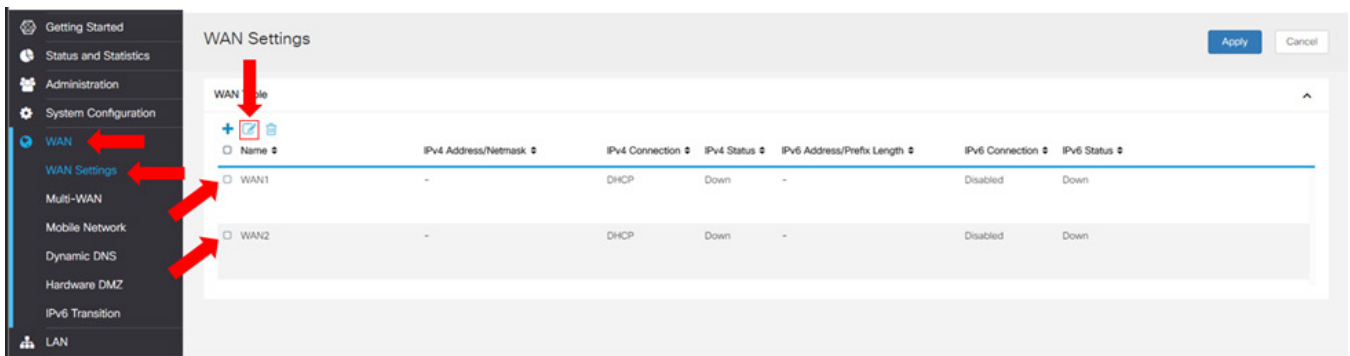 Getting Started
Status and Statistics
Administration
System Configuration
WAN
WAN Settings
Multi-WAN
Mobile Network
Dynamic DNS
Hardware DMZ
IPv6 Transition
LAN
WAN Settings
Apply Cancel
WAN Table
Name IPv4 Address/Netmask IPv4 Connection IPv4 Status IPv6 Address/Prefix Length IPv6 Connection IPv6 Status
WAN1 - DHCP Down - Disabled Down
WAN2 - DHCP Down - Disabled Down